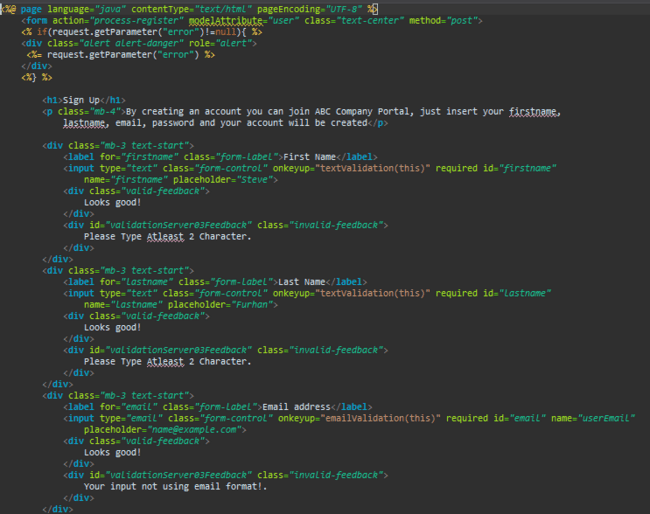 <%@ page language="java" contentType="text/html" pageEncoding="UTF-8" %>
<form action="process-register" modelAttribute="user" class="text-center" method="post">
<% if(request.getParameter("error")!=null){ %>
<div class="alert alert-danger" role="alert">
<%= request.getParameter("error") %>
</div>
<%} %>
<h1>Sign Up</h1>
<p class="mb-4">By creating an account you can join ABC Company Portal, just insert your firstname,
lastname, email, password and your account will be created</p>
<div class="mb-3 text-start">
<label for="firstname" class="form-label">First Name</label>
<input type="text" class="form-control" onkeyup="textValidation(this)" required id="firstname"
name="firstname" placeholder="Steve">
<div class="valid-feedback">
Looks good!
</div>
<div id="validationServer03Feedback" class="invalid-feedback">
Please Type Atleast 2 Character.
</div>
</div>
<div class="mb-3 text-start">
<label for="lastname" class="form-label">Last Name</label>
<input type="text" class="form-control" onkeyup="textValidation(this)" required id="lastname"
name="lastname" placeholder="Furhan">
<div class="valid-feedback">
Looks good!
</div>
<div id="validationServer03Feedback" class="invalid-feedback">
Please Type Atleast 2 Character.
</div>
</div>
<div class="mb-3 text-start">
<label for="email" class="form-label">Email address</label>
<input type="email" class="form-control" onkeyup="emailValidation(this)" required id="email" name="userEmail"
placeholder="name@example.com">
<div class="valid-feedback">
Looks good!
</div>
<div id="validationServer03Feedback" class="invalid-feedback">
Your input not using email format!.
</div>
</div>